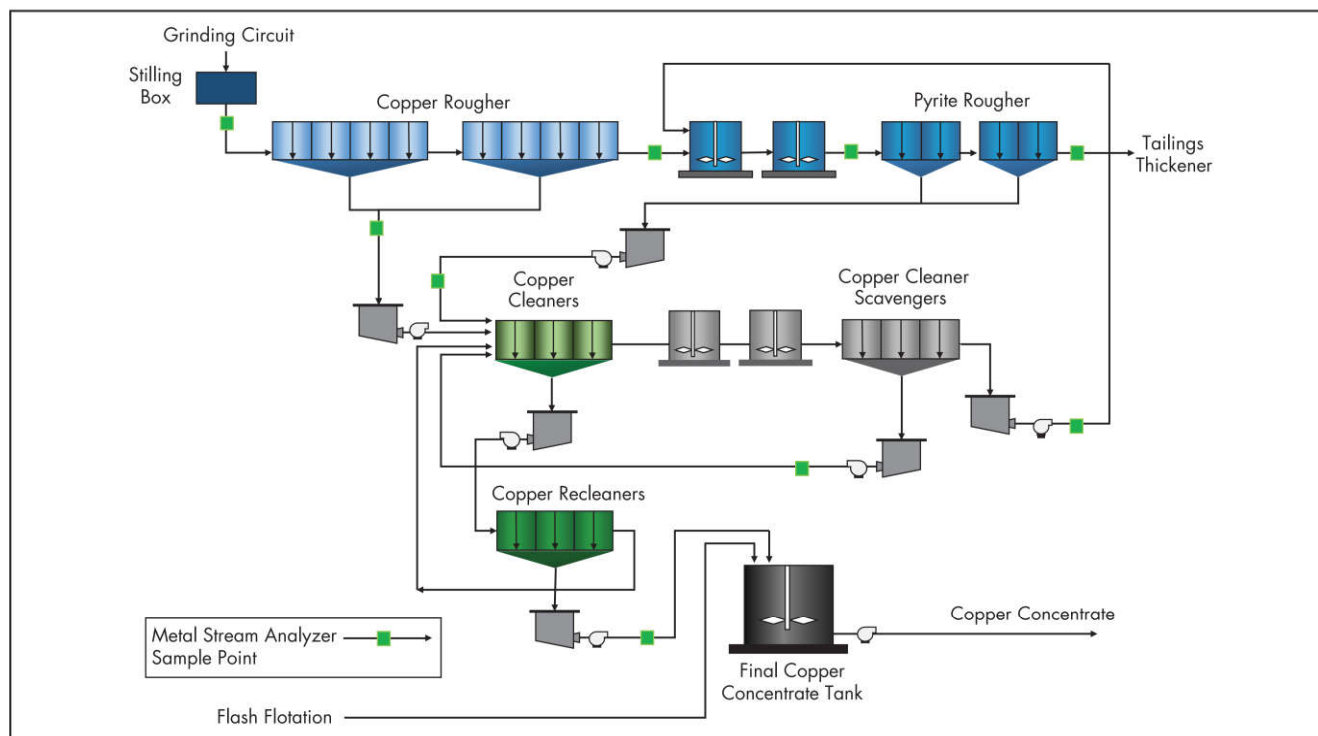 Grinding Circuit
Stilling
Box
Copper Rougher
Pyrite Rougher
Tailings
Thickener
Copper
Cleaners
Copper Cleaner
Scavengers
Copper Recleaners
Metal Stream Analyzer
Sample Point
Copper Concentrate
Final Copper
Concentrate Tank
Flash Flotation